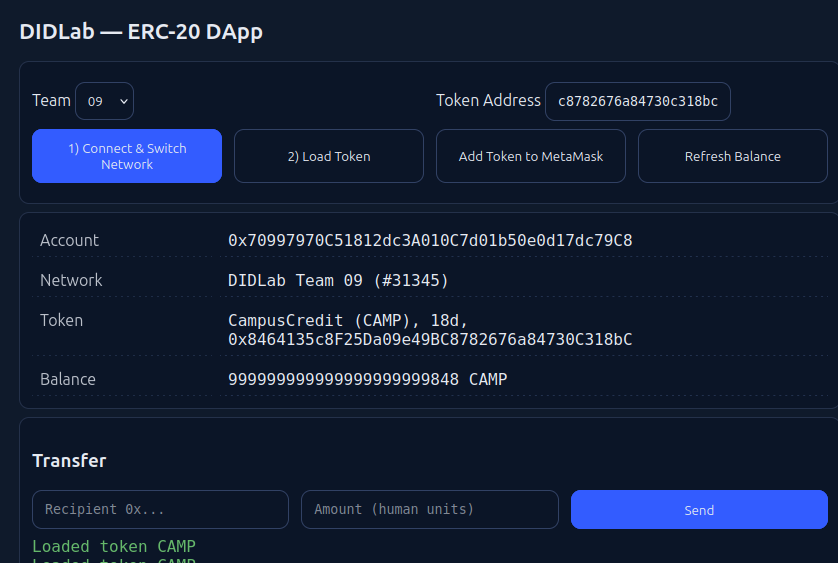 DIDLab — ERC-20 DApp
Team 09
Token Address c8782676a84730c318bc
1) Connect & Switch
Network
2) Load Token
Add Token to MetaMask
Refresh Balance
Account 0x70997970C51812dc3A010C7d01b50e0d17dc79C8
Network DIDLab Team 09 (#31345)
Token CampusCredit (CAMP), 18d,
0x8464135c8F25Da09e49BC8782676a84730C318bC
Balance 999999999999999999999848 CAMP
Transfer
Recipient 0x...
Amount (human units)
Send
Loaded token CAMP
Loaded token CAMP